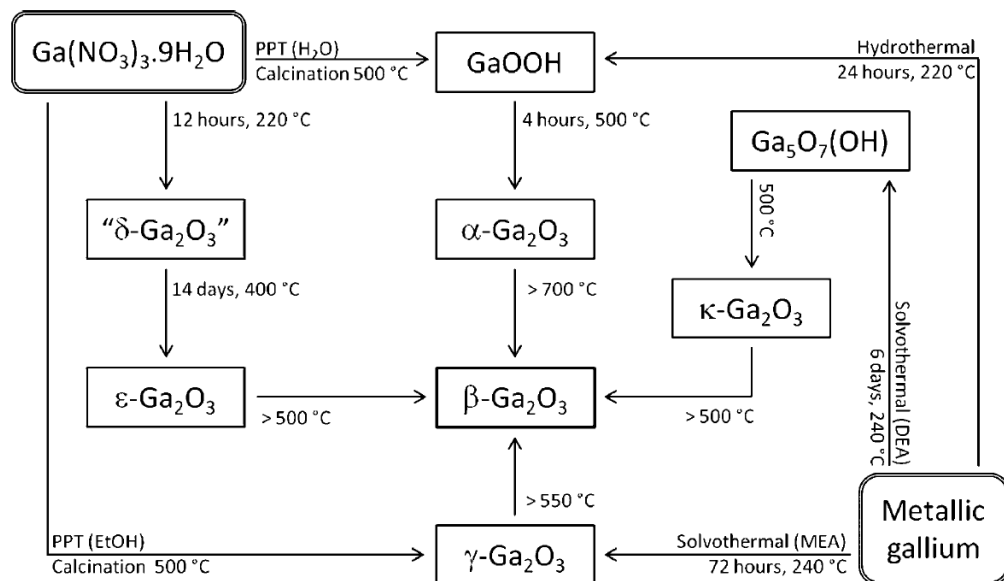 Ga(NO₃)₃.9H₂O
PPT (H₂O)
Calcination 500 °C
GaOOH
Hydrothermal
24 hours, 220 °C
12 hours, 220 °C
4 hours, 500 °C
Ga₅O₇(OH)
500 °C
"δ-Ga₂O₃"
α-Ga₂O₃
14 days, 400 °C
> 700 °C
κ-Ga₂O₃
Solvothermal (DEA)
6 days, 240 °C
ε-Ga₂O₃
> 500 °C
β-Ga₂O₃
> 500 °C
> 550 °C
Metallic
gallium
PPT (EtOH)
Calcination 500 °C
γ-Ga₂O₃
Solvothermal (MEA)
72 hours, 240 °C